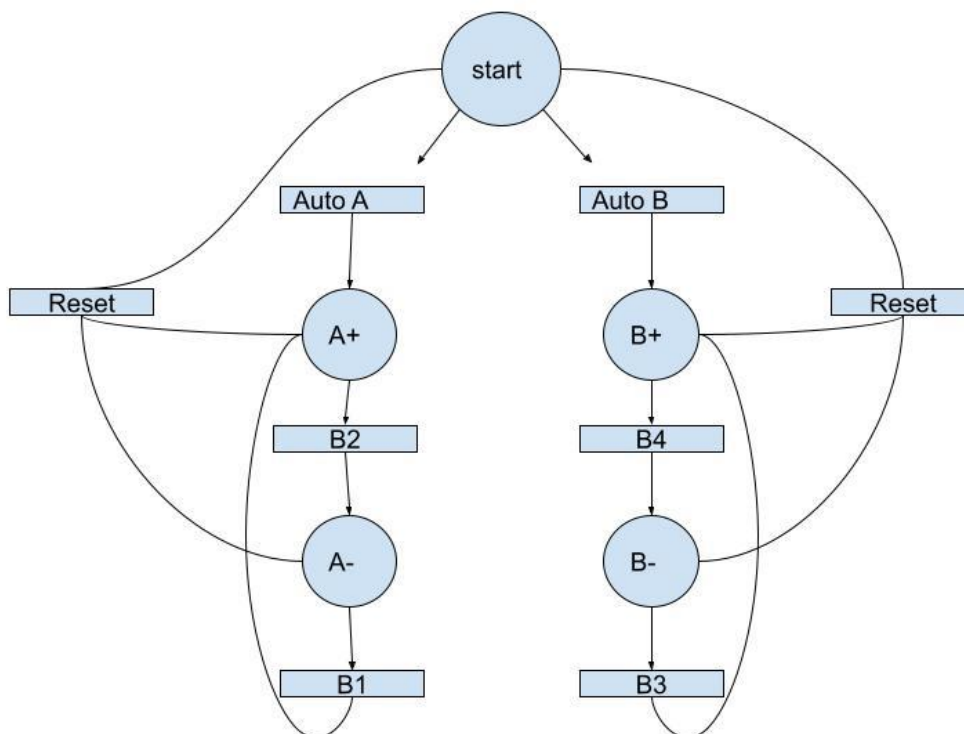 start
Auto A
Auto B
Reset
Reset
A+
B+
B2
B4
A-
B-
B1
B3